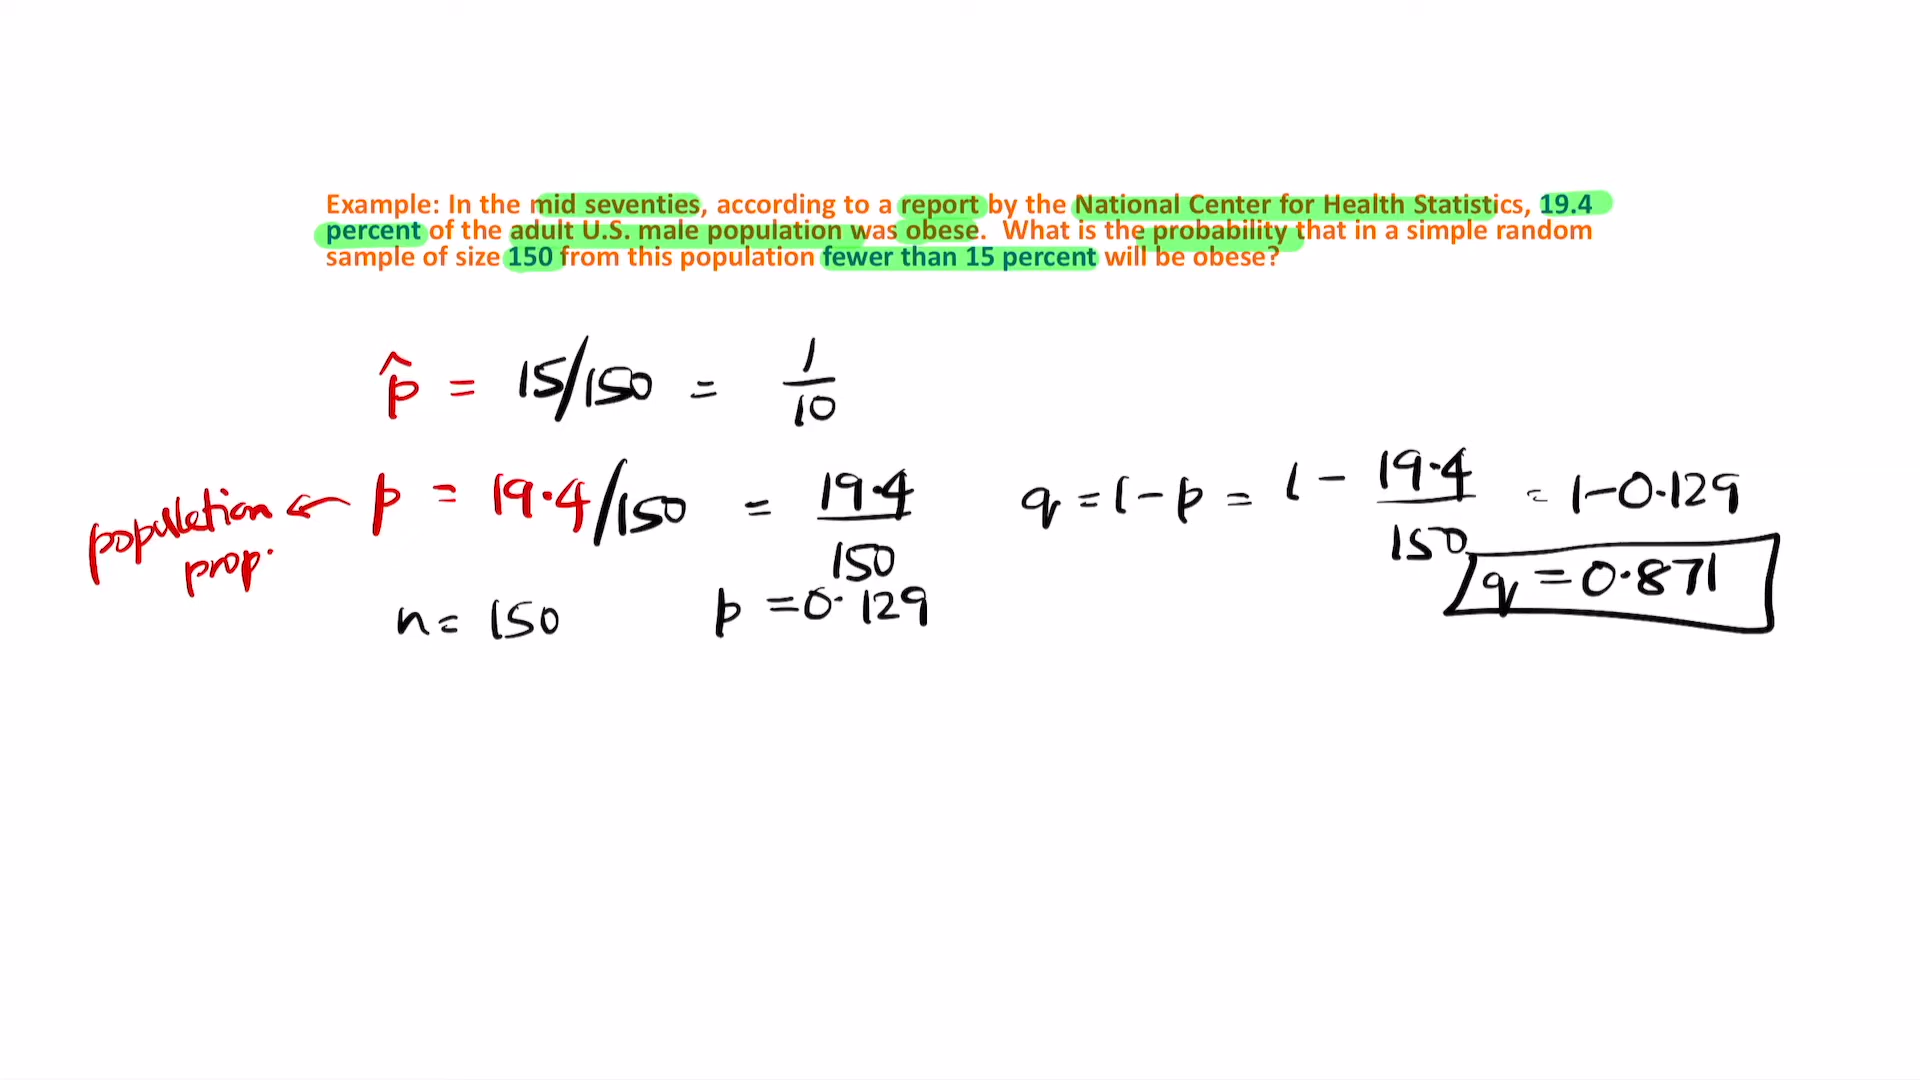 Example: In the mid seventies, according to a report by the National Center for Health Statistics, 19.4
percent of the adult U.S. male population was obese. What is the probability that in a simple random
sample of size 150 from this population fewer than 15 percent will be obese?
p̂ = 15/150 = 1/10
population prop. ← p = 19.4/150 = 19.4/150
q = 1 - p = 1 - 19.4/150 = 1-0.129
q = 0.871
n = 150
p = 0.129